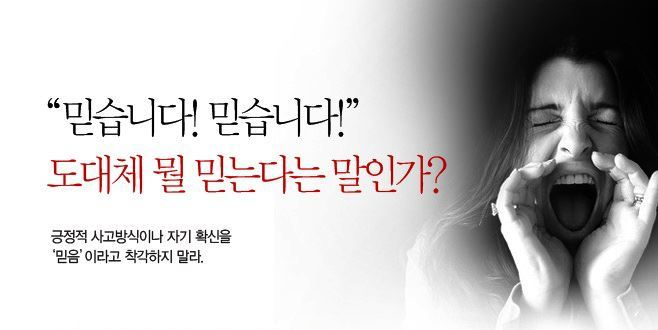 “믿습니다! 믿습니다!”
도대체 뭘 믿는다는 말인가?
긍정적 사고방식이나 자기 확신을
‘믿음’이라고 착각하지 말라.